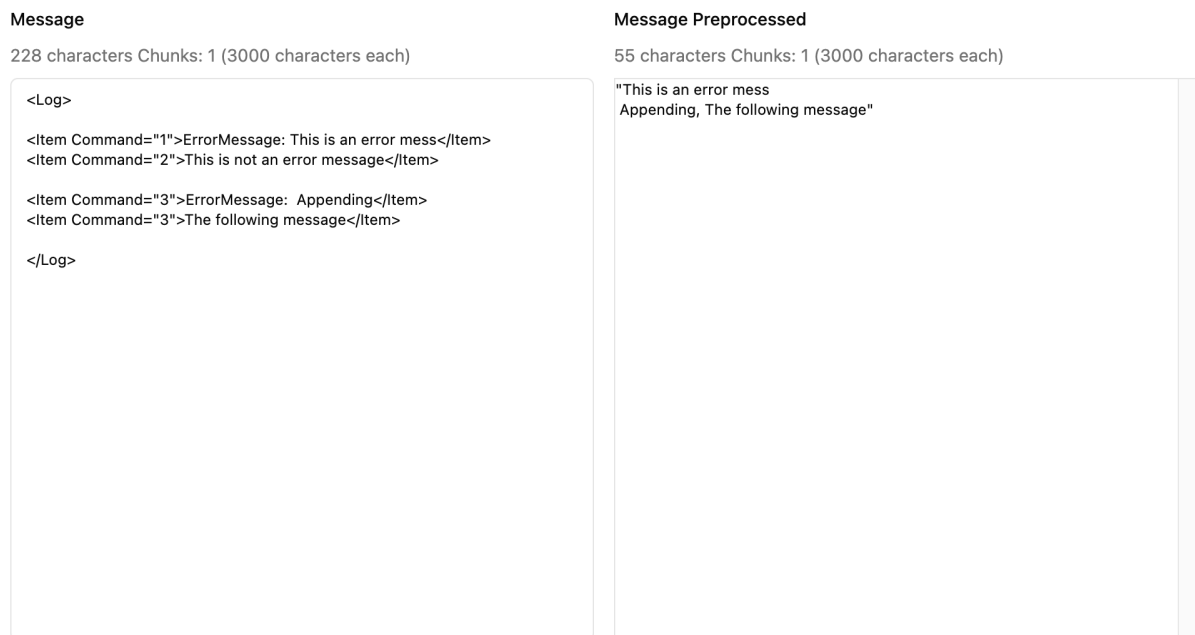 Message
228 characters Chunks: 1 (3000 characters each)
<Log>
<Item Command="1">ErrorMessage: This is an error mess</Item>
<Item Command="2">This is not an error message</Item>
<Item Command="3">ErrorMessage:  Appending</Item>
<Item Command="3">The following message</Item>
</Log>
Message Preprocessed
55 characters Chunks: 1 (3000 characters each)
"This is an error mess
 Appending, The following message"